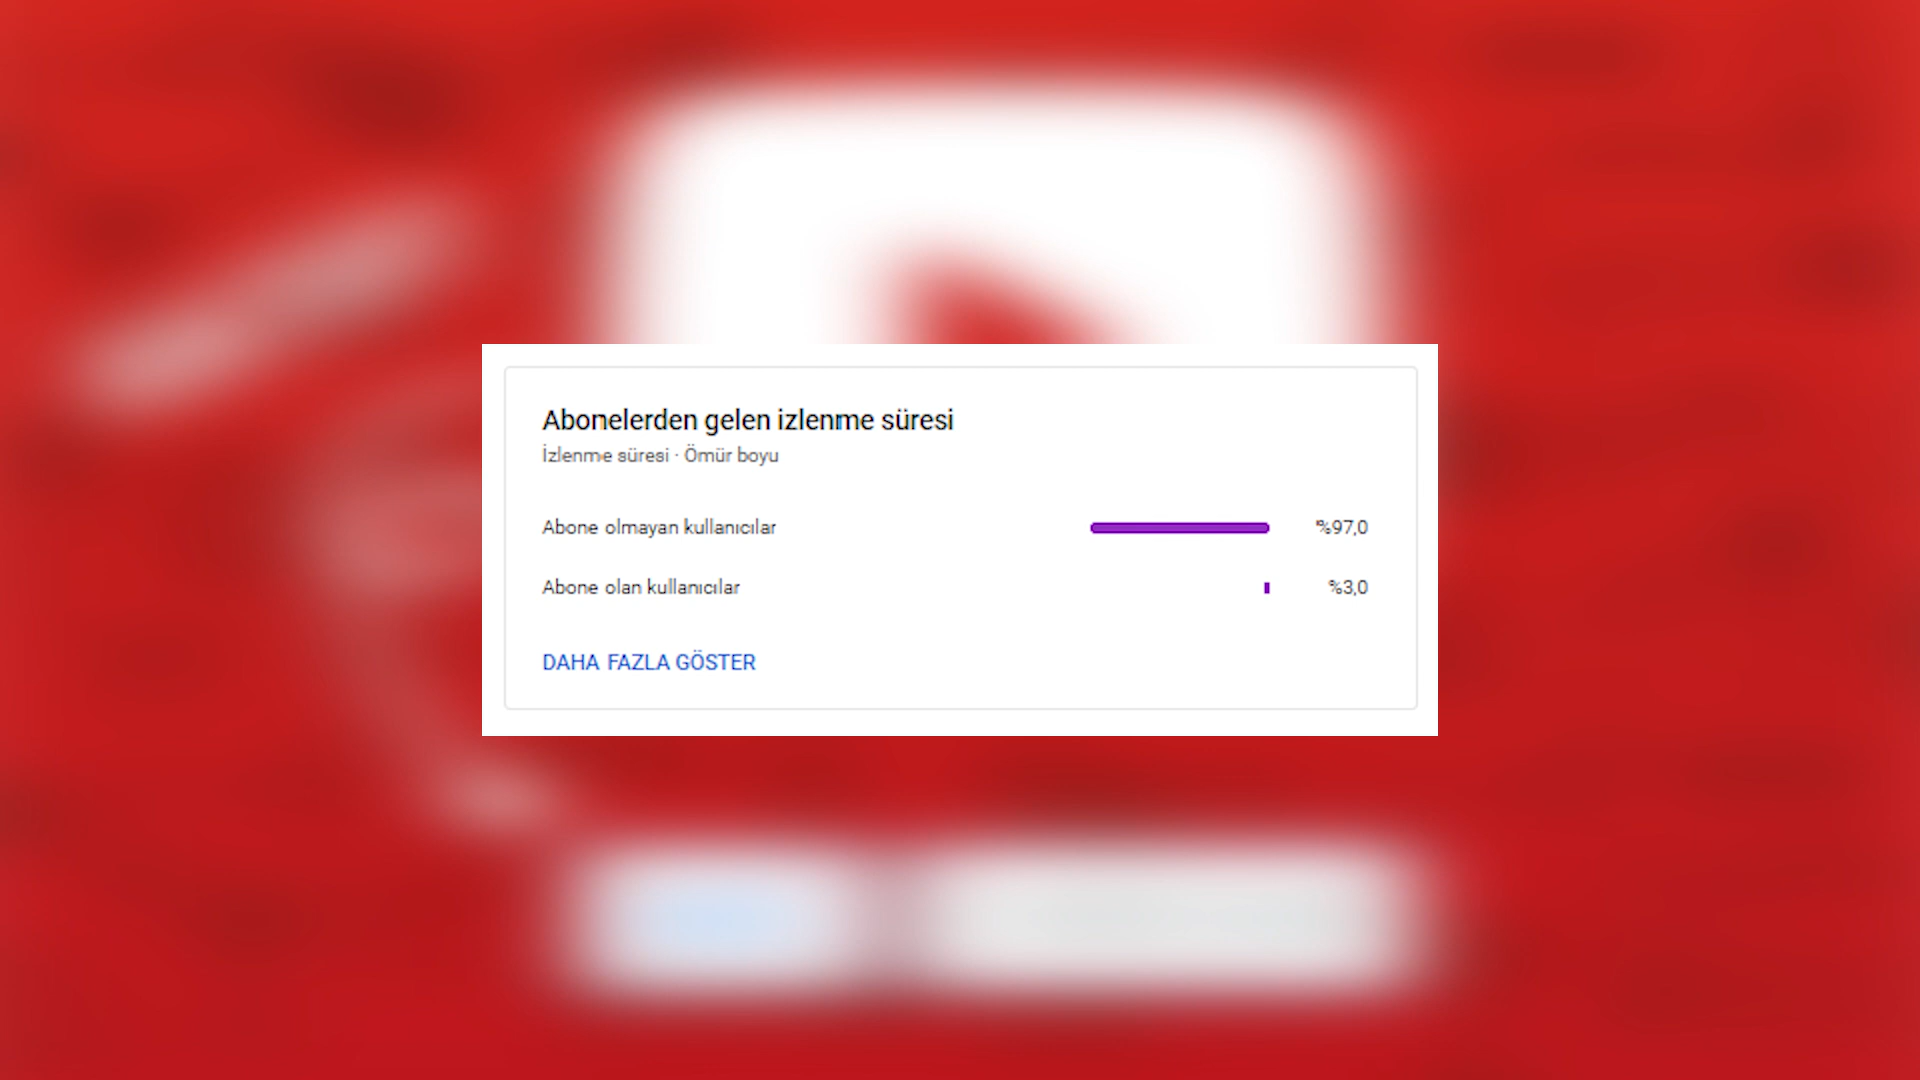 Abonelerden gelen izlenme süresi
İzlenme süresi · Ömür boyu
Abone olmayan kullanıcılar %97,0
Abone olan kullanıcılar %3,0
DAHA FAZLA GÖSTER